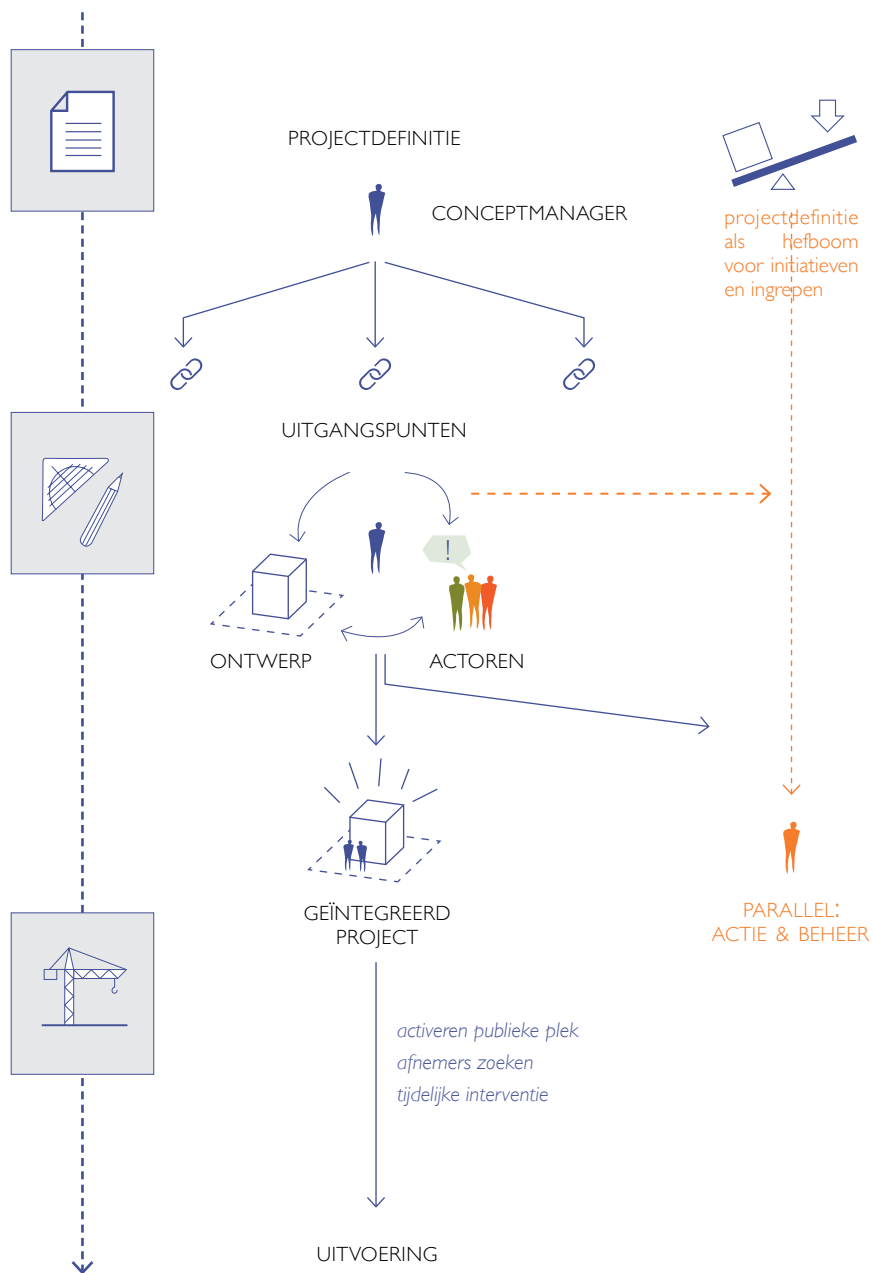 PROJECTDEFINITIE
CONCEPTMANAGER
projectdefinitie
als hefboom
voor initiatieven
en ingrepen
UITGANGSPUNTEN
!
ONTWERP
ACTOREN
GEÏNTEGREERD
PROJECT
PARALLEL:
ACTIE & BEHEER
activeren publieke plek
afnemers zoeken
tijdelijke interventie
UITVOERING